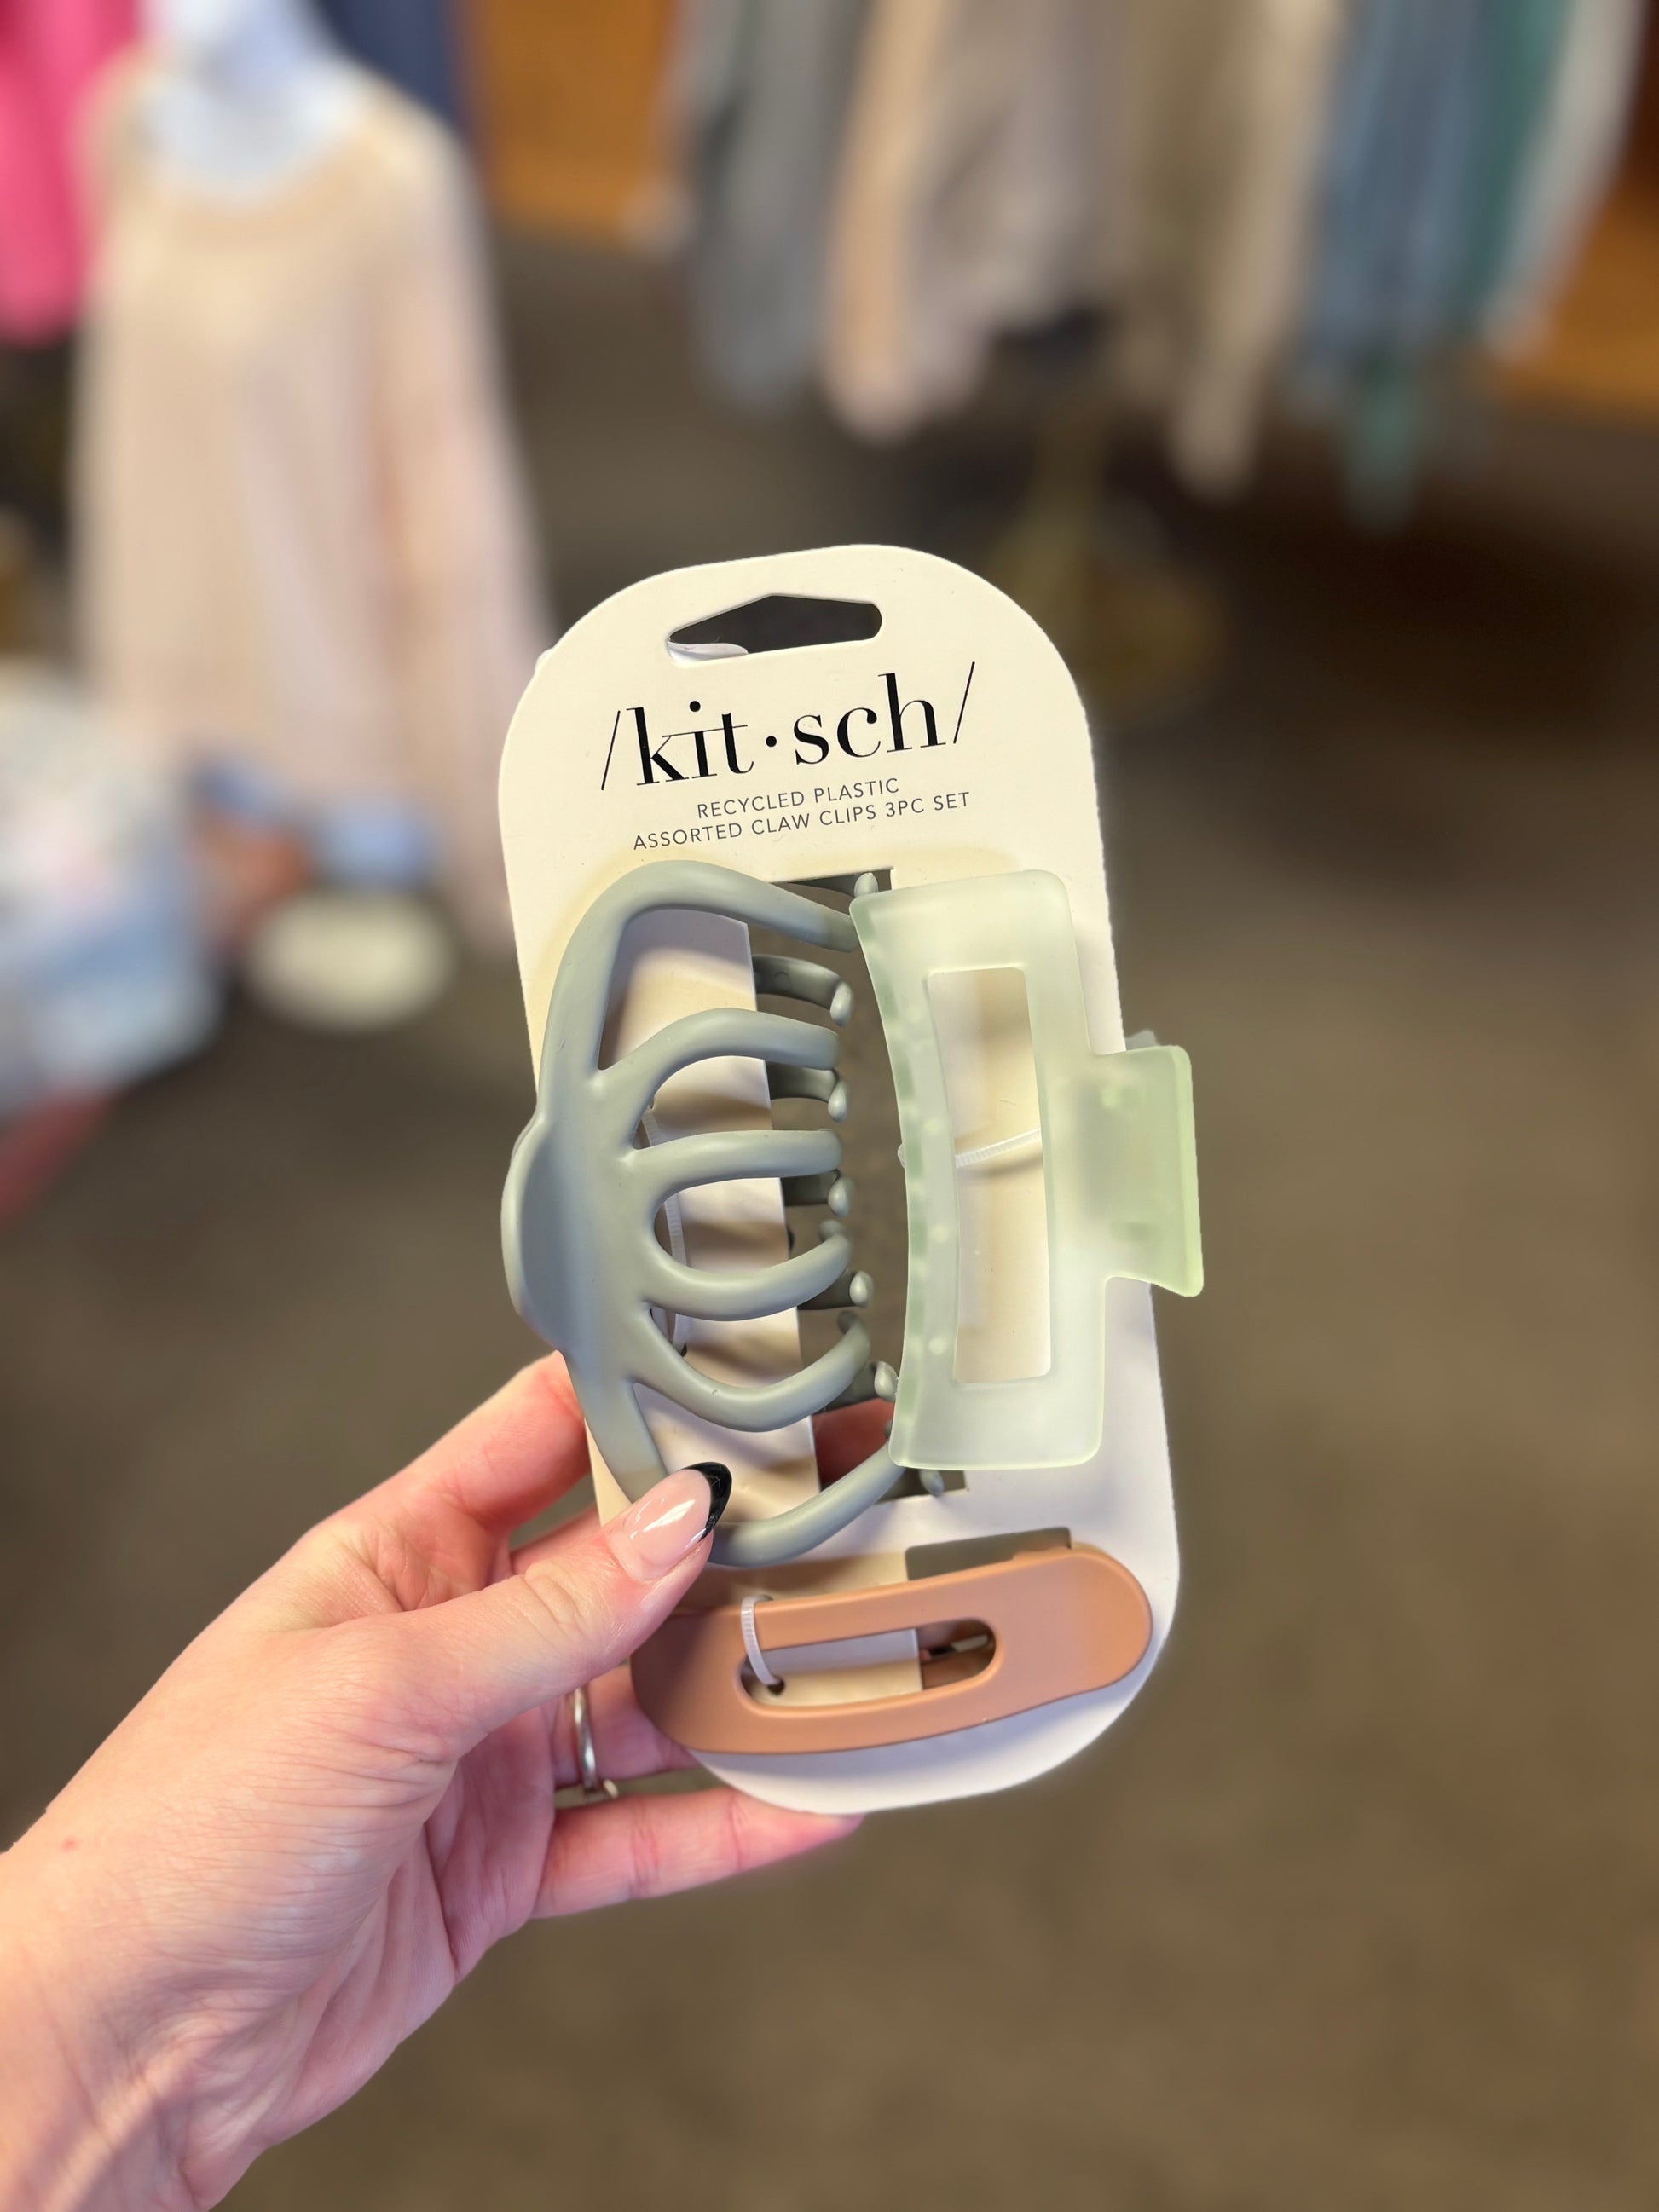 /kit·sch/
RECYCLED PLASTIC
ASSORTED CLAW CLIPS 3PC SET